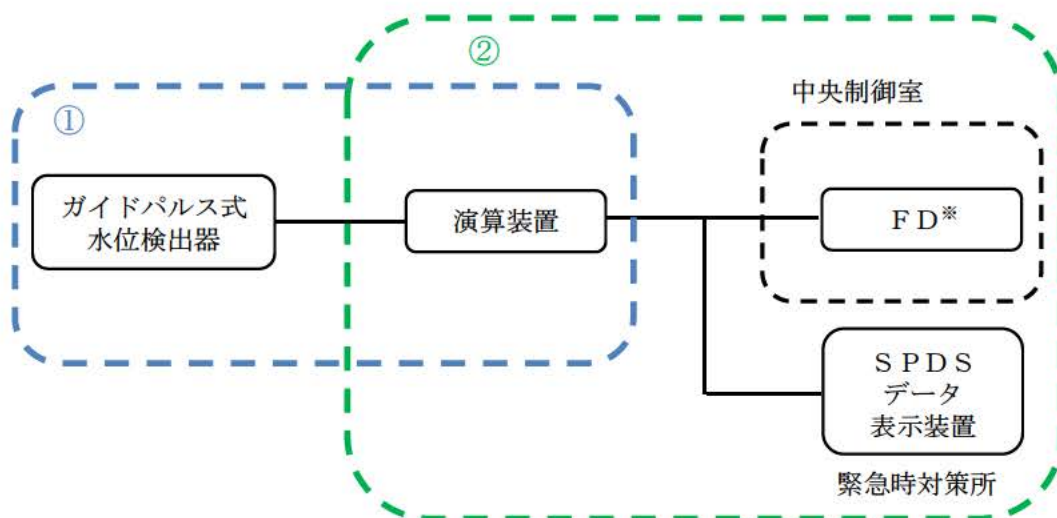 ②
①
中央制御室
ガイドパルス式
水位検出器
演算装置
ＦＤ※
ＳＰＤＳ
データ
表示装置
緊急時対策所